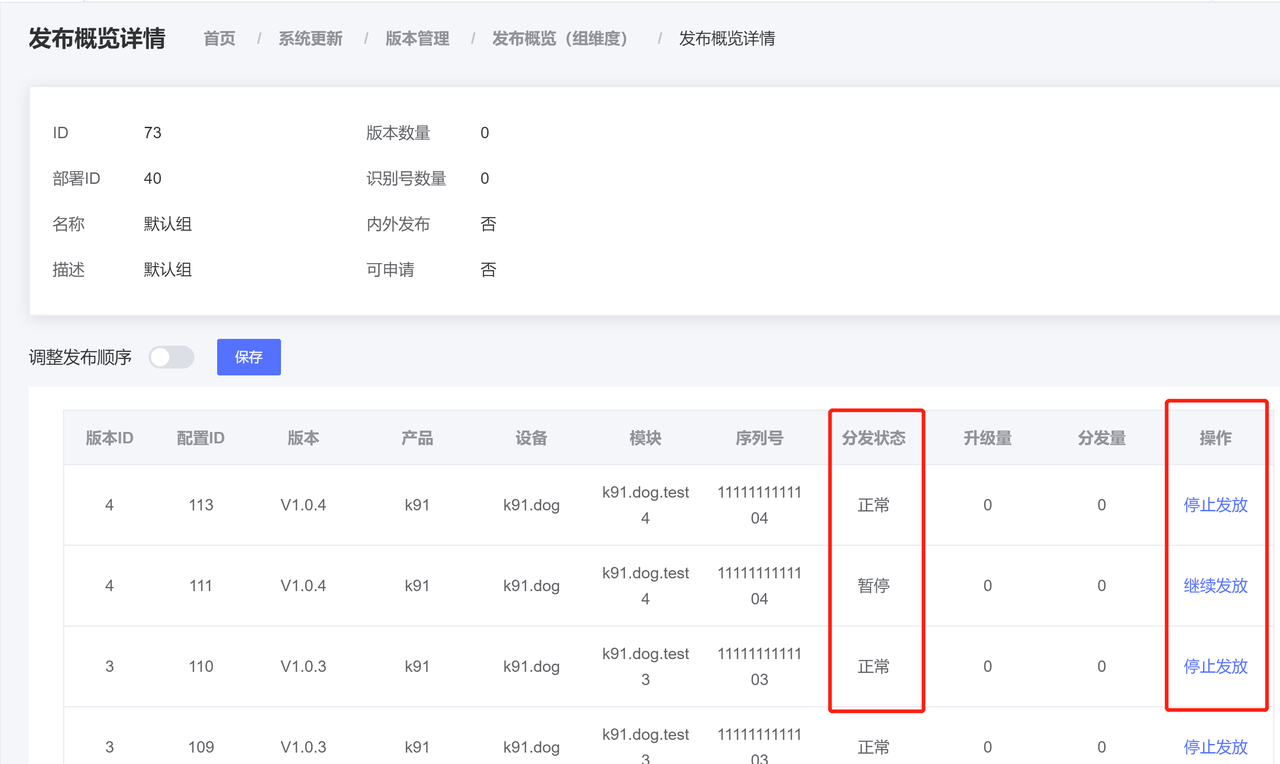 发布概览详情 首页 / 系统更新 / 版本管理 / 发布概览（组维度） / 发布概览详情
ID 73 版本数量 0
部署ID 40 识别号数量 0
名称 默认组 内外发布 否
描述 默认组 可申请 否
调整发布顺序 保存
版本ID 配置ID 版本 产品 设备 模块 序列号 分发状态 升级量 分发量 操作
4 113 V1.0.4 k91 k91.dog k91.dog.test4 1111111111104 正常 0 0 停止发放
4 111 V1.0.4 k91 k91.dog k91.dog.test4 1111111111104 暂停 0 0 继续发放
3 110 V1.0.3 k91 k91.dog k91.dog.test3 1111111111103 正常 0 0 停止发放
3 109 V1.0.3 k91 k91.dog k91.dog.test3 1111111111103 正常 0 0 停止发放